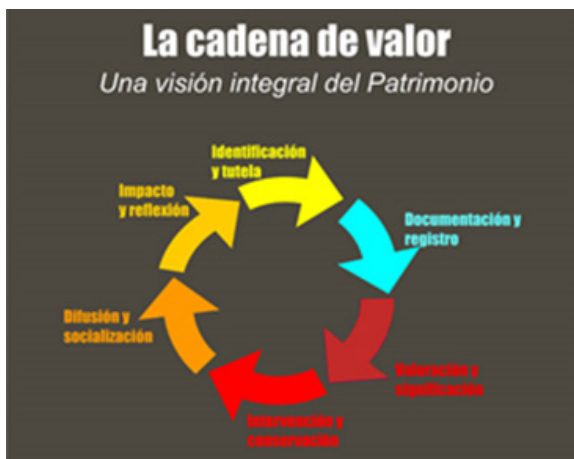 La cadena de valor
Una visión integral del Patrimonio
Identificación
y tutela
Impacto
y reflexión
Documentación y
registro
Difusión y
socialización
Valoración y
significación
Intervención y
conservación